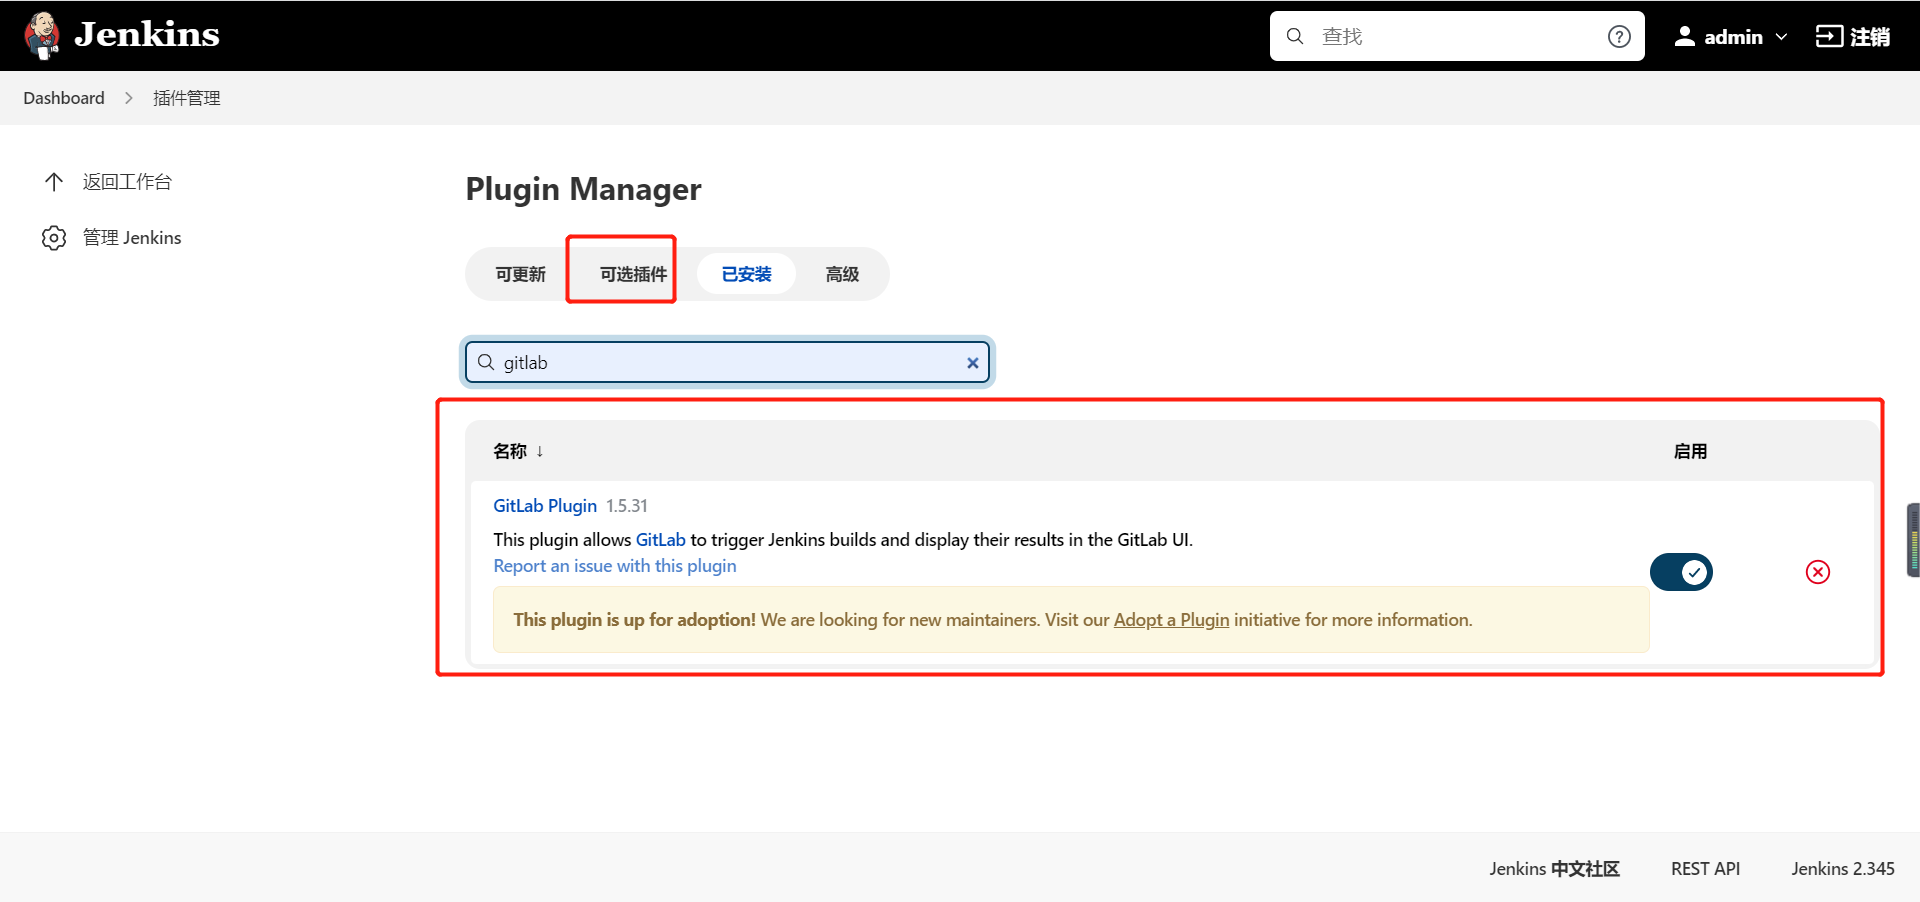 Jenkins
查找
admin
注销
Dashboard
插件管理
返回工作台
管理 Jenkins
Plugin Manager
可更新
可选插件
已安装
高级
gitlab
名称 ↓
启用
GitLab Plugin 1.5.31
This plugin allows GitLab to trigger Jenkins builds and display their results in the GitLab UI.
Report an issue with this plugin
This plugin is up for adoption! We are looking for new maintainers. Visit our Adopt a Plugin initiative for more information.
Jenkins 中文社区
REST API
Jenkins 2.345